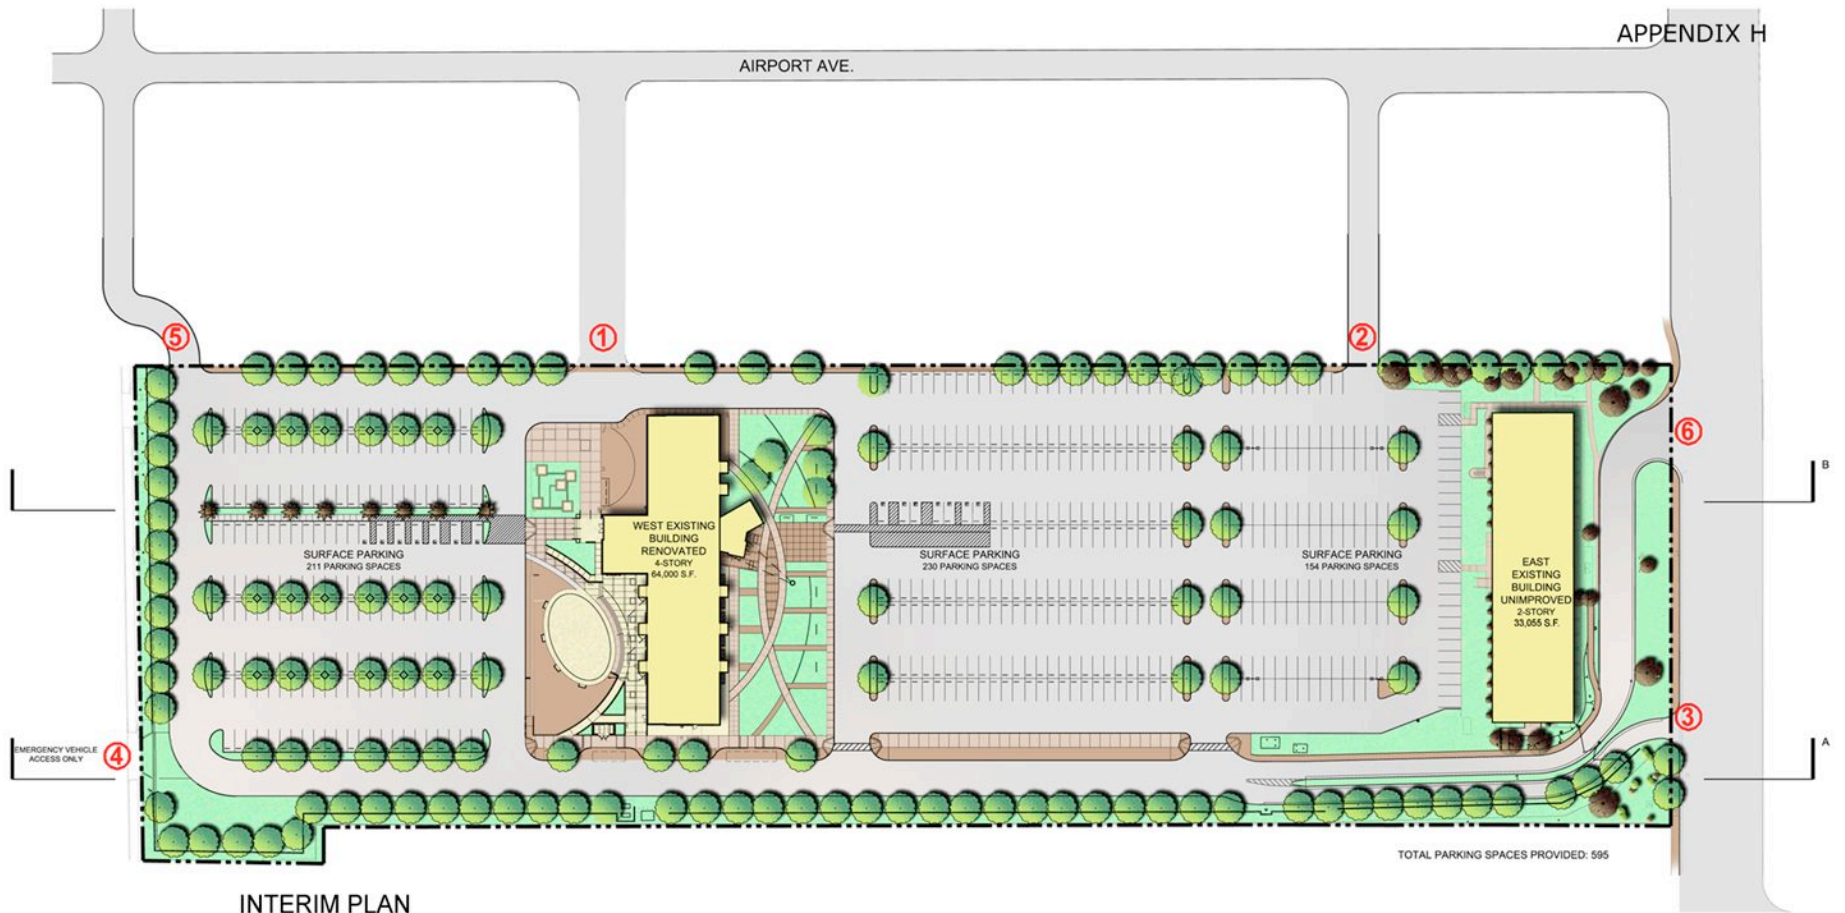 APPENDIX H
AIRPORT AVE.
5
1
2
6
B
WEST EXISTING
BUILDING
RENOVATED
4-STORY
64,000 S.F.
SURFACE PARKING
211 PARKING SPACES
SURFACE PARKING
230 PARKING SPACES
SURFACE PARKING
154 PARKING SPACES
EAST
EXISTING
BUILDING
UNIMPROVED
2-STORY
33,055 S.F.
3
EMERGENCY VEHICLE
ACCESS ONLY
4
A
TOTAL PARKING SPACES PROVIDED: 595
INTERIM PLAN